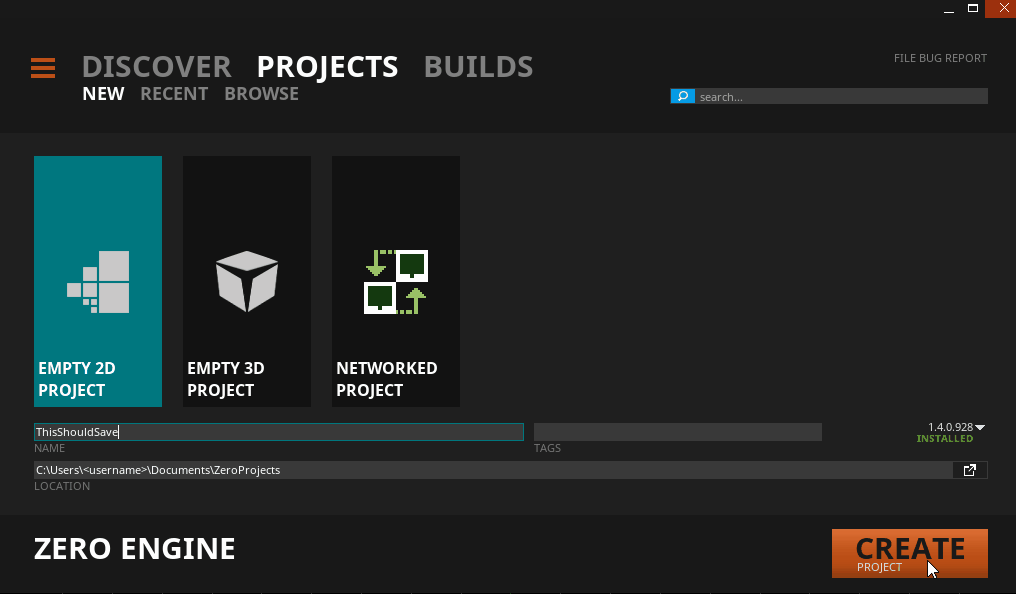 DISCOVER PROJECTS BUILDS
FILE BUG REPORT
NEW RECENT BROWSE
search...
EMPTY 2D
PROJECT
EMPTY 3D
PROJECT
NETWORKED
PROJECT
ThisShouldSave
NAME
TAGS
1.4.0.928
INSTALLED
C:\Users\<username>\Documents\ZeroProjects
LOCATION
ZERO ENGINE
CREATE
PROJECT